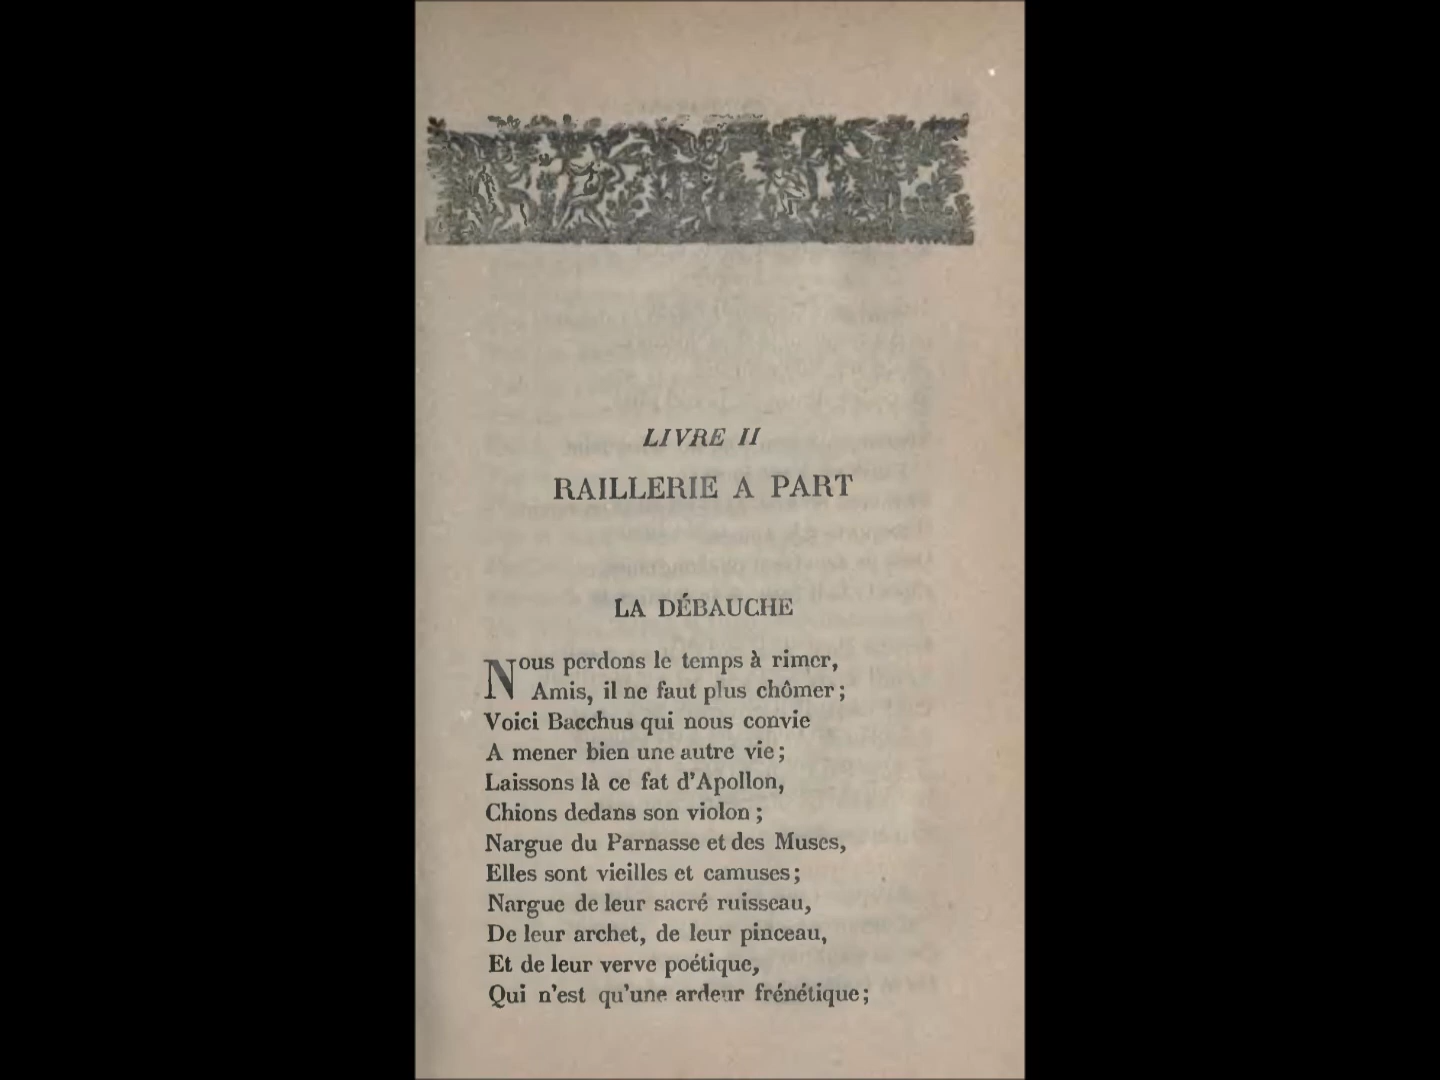 LIVRE II
RAILLERIE A PART
LA DÉBAUCHE
Nous perdons le temps à rimer,
Amis, il ne faut plus chômer ;
Voici Bacchus qui nous convie
A mener bien une autre vie ;
Laissons là ce fat d'Apollon,
Chions dedans son violon ;
Nargue du Parnasse et des Muses,
Elles sont vieilles et camuses ;
Nargue de leur sacré ruisseau,
De leur archet, de leur pinceau,
Et de leur verve poétique,
Qui n'est qu'une ardeur frénétique ;